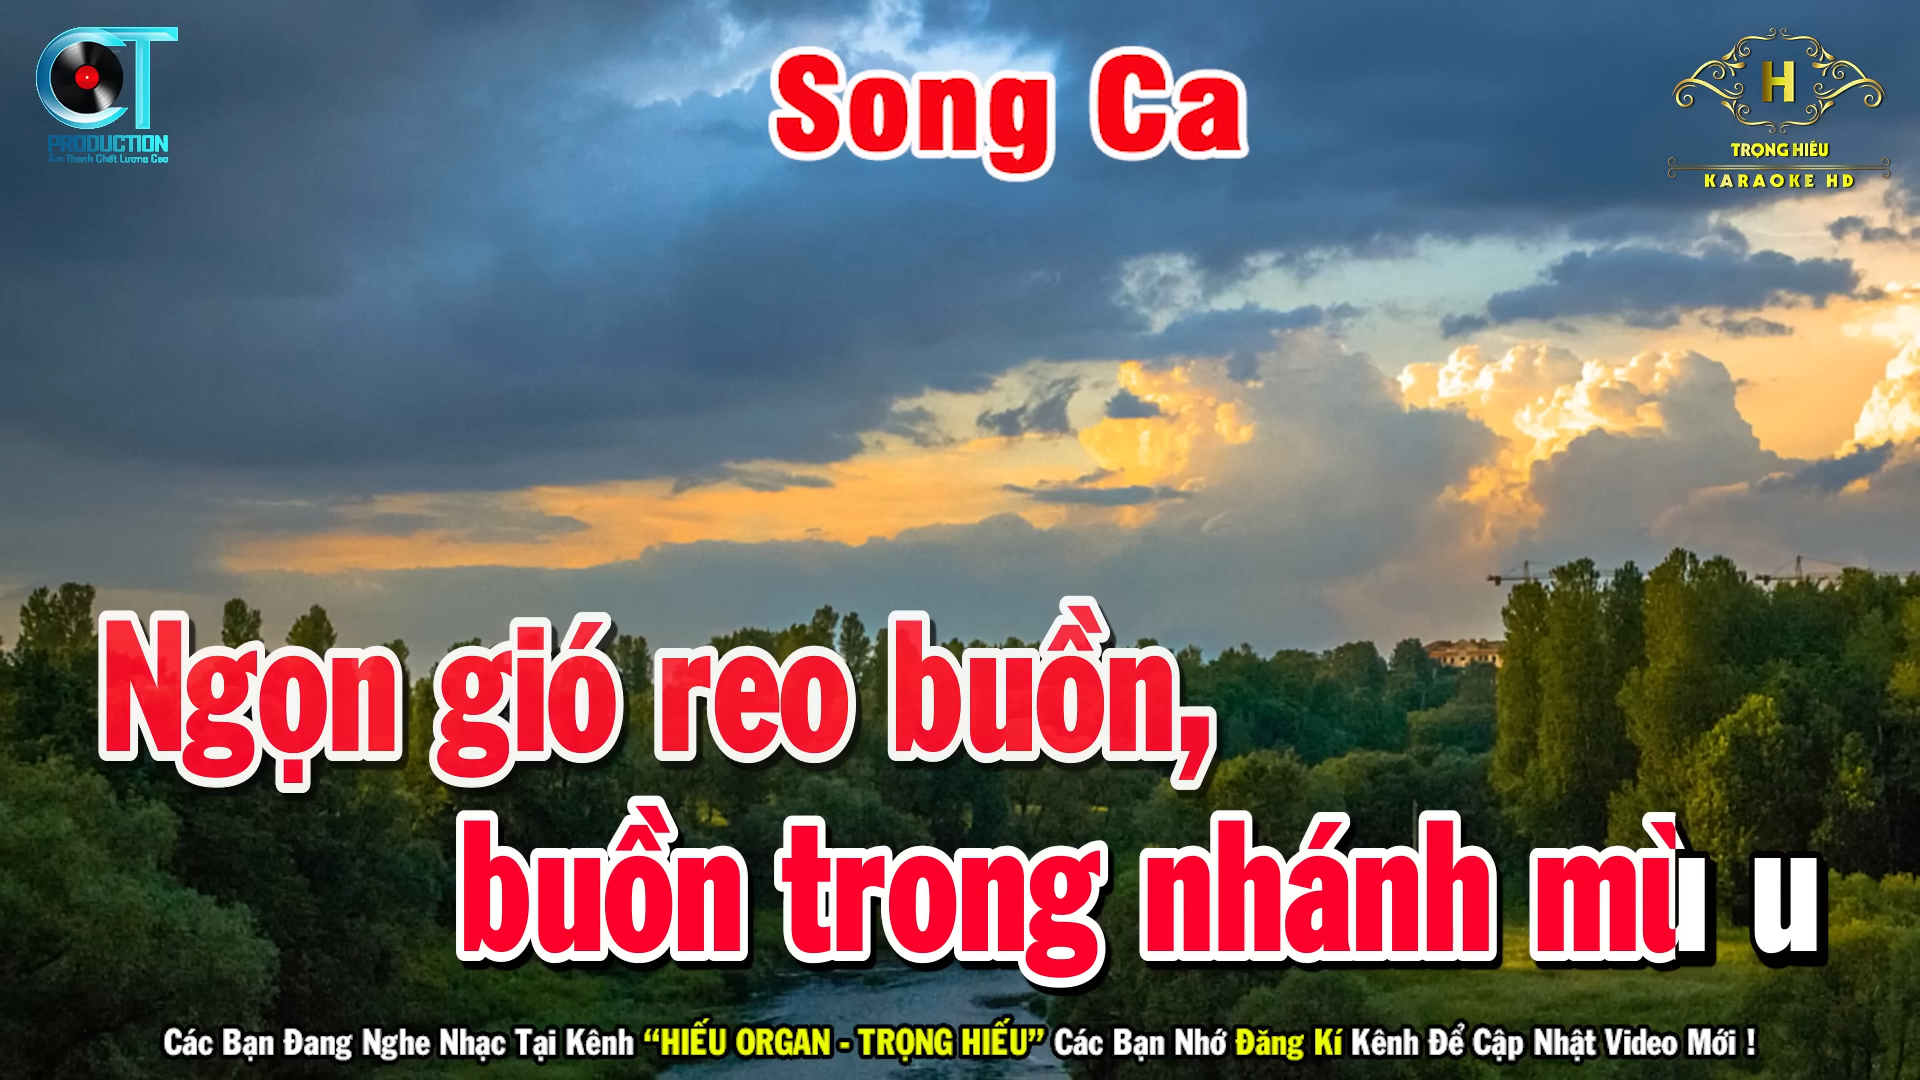 CT
PRODUCTION
Âm Thanh Chất Lượng Cao
Song Ca
H
TRỌNG HIẾU
KARAOKE HD
Ngọn gió reo buồn,
buồn trong nhánh mù u
Các Bạn Đang Nghe Nhạc Tại Kênh “HIẾU ORGAN - TRỌNG HIẾU” Các Bạn Nhớ Đăng Kí Kênh Để Cập Nhật Video Mới !